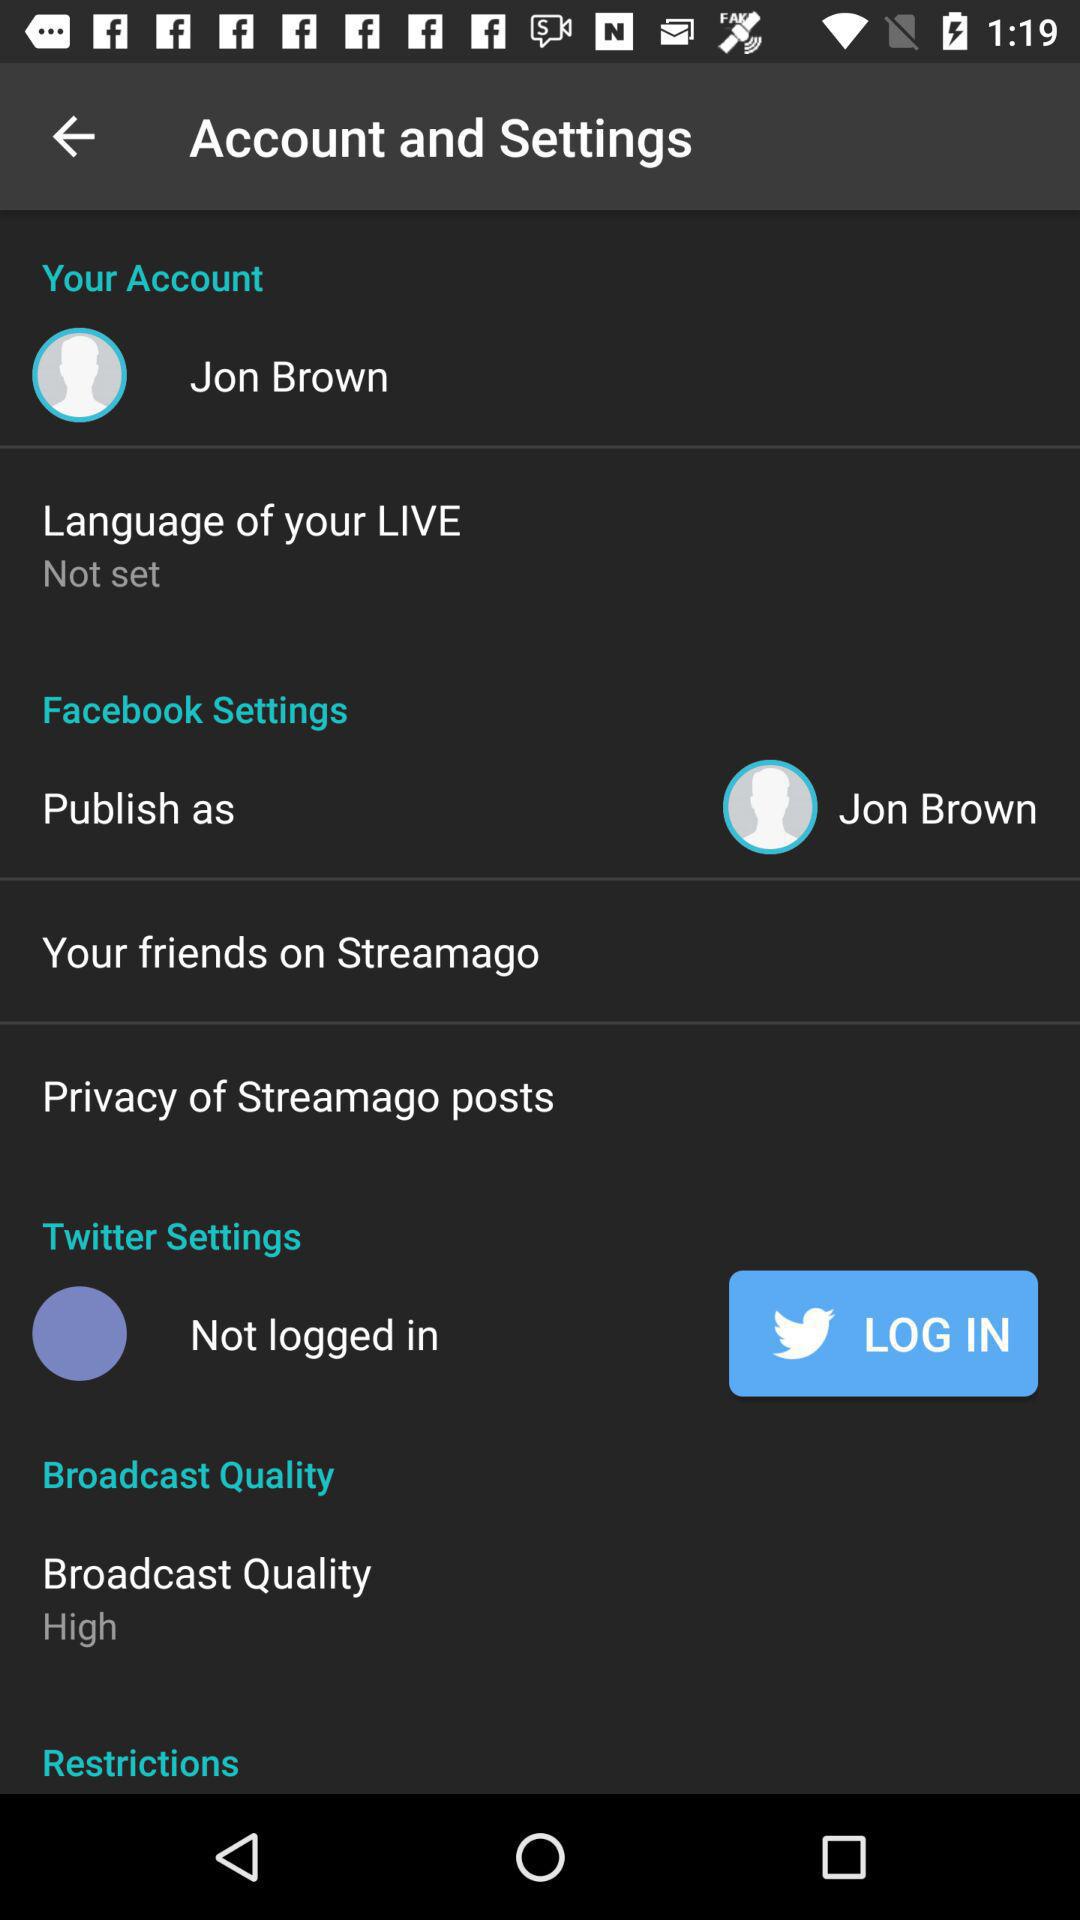 FAKE
1:19
Account and Settings
Your Account
Jon Brown
Language of your LIVE
Not set
Facebook Settings
Publish as
Jon Brown
Your friends on Streamago
Privacy of Streamago posts
Twitter Settings
Not logged in
LOG IN
Broadcast Quality
Broadcast Quality
High
Restrictions